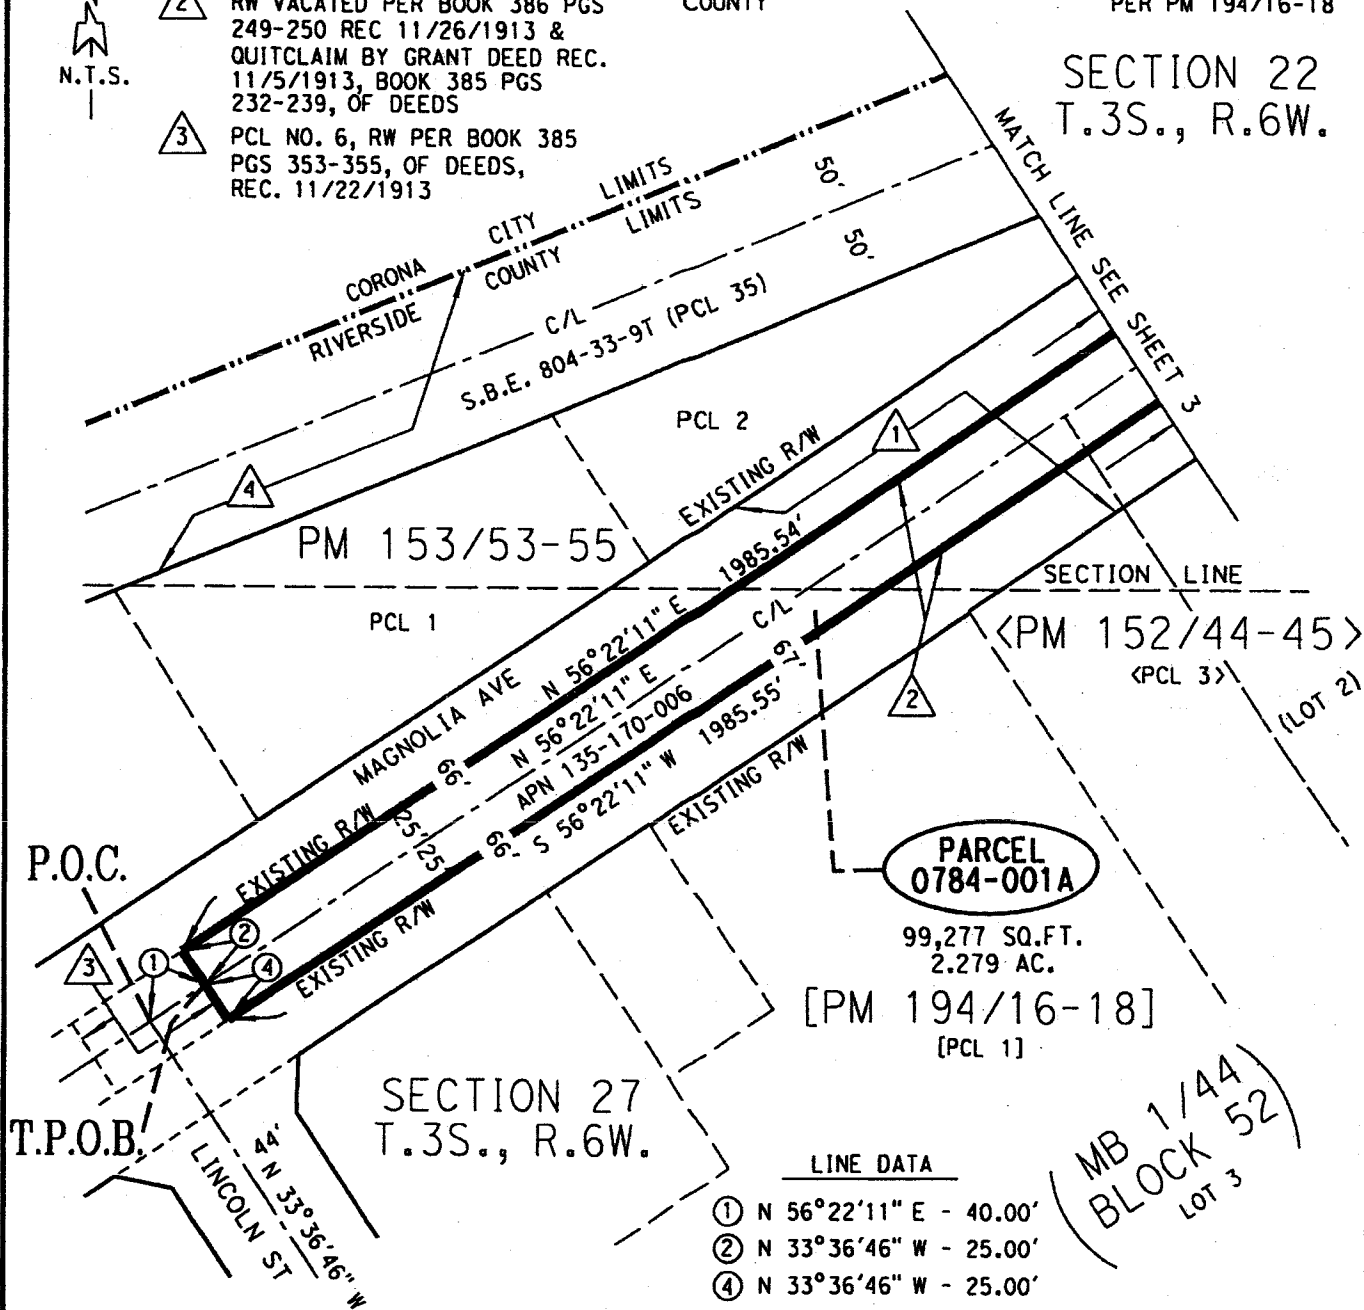 N
N.T.S.
2
RW VACATED PER BOOK 386 PGS
249-250 REC 11/26/1913 &
QUITCLAIM BY GRANT DEED REC.
11/5/1913, BOOK 385 PGS
232-239, OF DEEDS
3
PCL NO. 6, RW PER BOOK 385
PGS 353-355, OF DEEDS,
REC. 11/22/1913
COUNTY
PER PM 194/16-18
SECTION 22
T.3S., R.6W.
MATCH LINE SEE SHEET 3
CORONA CITY LIMITS
RIVERSIDE COUNTY LIMITS
50'
50'
C/L
S.B.E. 804-33-9T (PCL 35)
4
PCL 2
1
EXISTING R/W
PM 153/53-55
1985.54'
SECTION LINE
PCL 1
<PM 152/44-45>
<PCL 3>
(LOT 2)
2
MAGNOLIA AVE
N 56°22'11" E
C/L
67'
N 56°22'11" E
APN 135-170-006
66'
S 56°22'11" W 1985.55'
EXISTING R/W
66'
25'
25'
EXISTING R/W
EXISTING R/W
PARCEL
0784-001A
99,277 SQ.FT.
2.279 AC.
[PM 194/16-18]
[PCL 1]
P.O.C.
3
1
2
4
T.P.O.B.
SECTION 27
T.3S., R.6W.
44'
N 33°36'46" W
LINCOLN ST
MB 1/44
BLOCK 52
LOT 3
LINE DATA
1 N 56°22'11" E - 40.00'
2 N 33°36'46" W - 25.00'
4 N 33°36'46" W - 25.00'